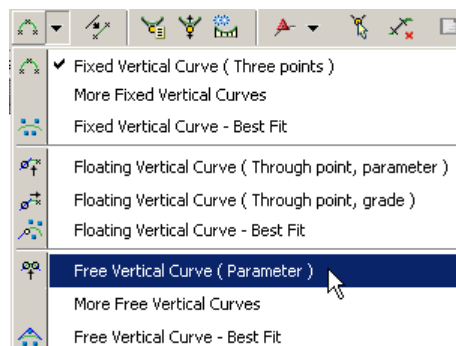 Fixed Vertical Curve ( Three points )
More Fixed Vertical Curves
Fixed Vertical Curve - Best Fit
Floating Vertical Curve ( Through point, parameter )
Floating Vertical Curve ( Through point, grade )
Floating Vertical Curve - Best Fit
Free Vertical Curve ( Parameter )
More Free Vertical Curves
Free Vertical Curve - Best Fit